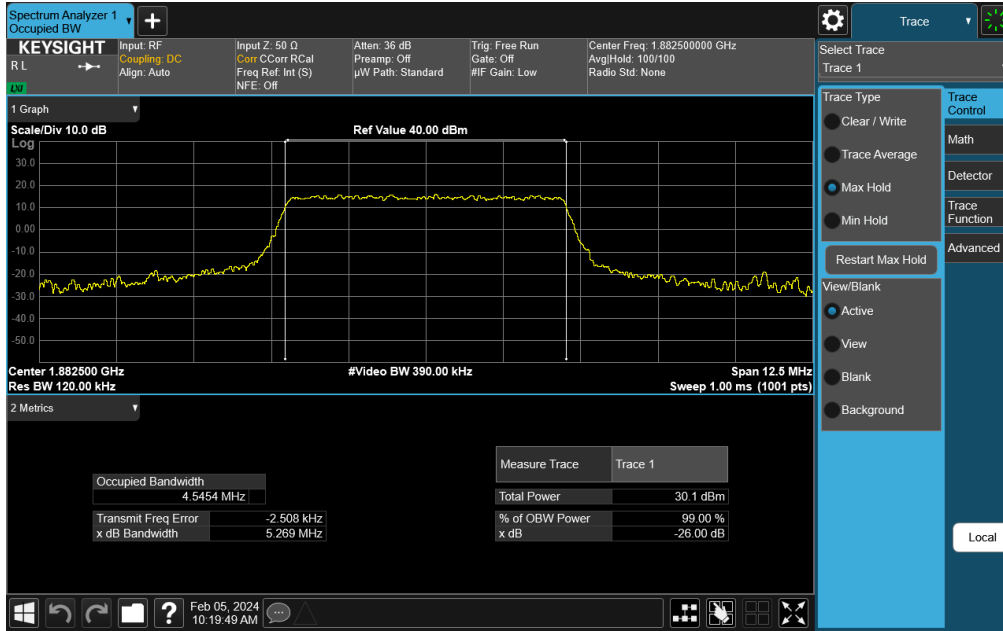 Spectrum Analyzer 1
Occupied BW
+
Trace
KEYSIGHT
R L
LXI
Input: RF
Coupling: DC
Align: Auto
Input Z: 50 Ω
Corr CCorr RCal
Freq Ref: Int (S)
NFE: Off
Atten: 36 dB
Preamp: Off
µW Path: Standard
Trig: Free Run
Gate: Off
#IF Gain: Low
Center Freq: 1.882500000 GHz
Avg|Hold: 100/100
Radio Std: None
Select Trace
Trace 1
1 Graph
Scale/Div 10.0 dB
Ref Value 40.00 dBm
Log
30.0
20.0
10.0
0.00
-10.0
-20.0
-30.0
-40.0
-50.0
Center 1.882500 GHz
#Video BW 390.00 kHz
Span 12.5 MHz
Res BW 120.00 kHz
Sweep 1.00 ms (1001 pts)
Trace Type
Clear / Write
Trace Average
Max Hold
Min Hold
Restart Max Hold
View/Blank
Active
View
Blank
Background
Trace
Control
Math
Detector
Trace
Function
Advanced
2 Metrics
Occupied Bandwidth
4.5454 MHz
Transmit Freq Error -2.508 kHz
x dB Bandwidth 5.269 MHz
Measure Trace Trace 1
Total Power 30.1 dBm
% of OBW Power 99.00 %
x dB -26.00 dB
Local
?
Feb 05, 2024
10:19:49 AM